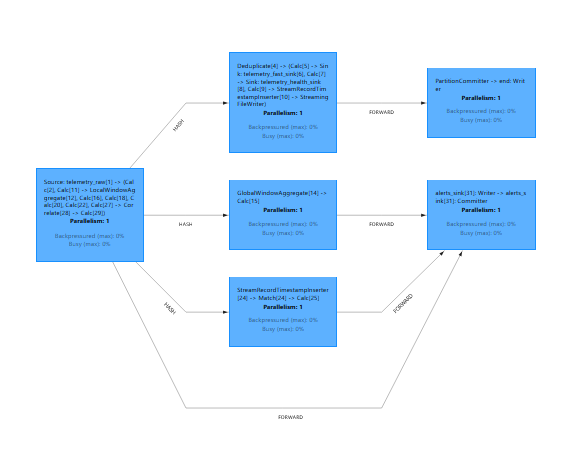 Deduplicate[4] -> (Calc[5] -> Sin
k: telemetry_fast_sink[6], Calc[7]
-> Sink: telemetry_health_sink
[8], Calc[9] -> StreamRecordTim
estampInserter[10] -> Streaming
FileWriter)
Parallelism: 1
Backpressured (max): 0%
Busy (max): 0%
PartitionCommitter -> end: Writ
er
Parallelism: 1
Backpressured (max): 0%
Busy (max): 0%
HASH
FORWARD
Source: telemetry_raw[1] -> (Cal
c[2], Calc[11] -> LocalWindowAg
gregate[12], Calc[16], Calc[18], C
alc[20], Calc[22], Calc[27] -> Cor
relate[28] -> Calc[29])
Parallelism: 1
Backpressured (max): 0%
Busy (max): 0%
HASH
GlobalWindowAggregate[14] ->
Calc[15]
Parallelism: 1
Backpressured (max): 0%
Busy (max): 0%
FORWARD
alerts_sink[31]: Writer -> alerts_s
ink[31]: Committer
Parallelism: 1
Backpressured (max): 0%
Busy (max): 0%
HASH
StreamRecordTimestampInserter
[24] -> Match[24] -> Calc[25]
Parallelism: 1
Backpressured (max): 0%
Busy (max): 0%
FORWARD
FORWARD